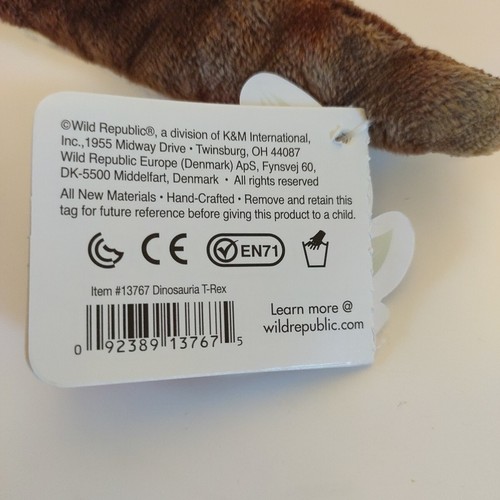 ©Wild Republic®, a division of K&M International,
Inc.,1955 Midway Drive • Twinsburg, OH 44087
Wild Republic Europe (Denmark) ApS, Fynsvej 60,
DK-5500 Middelfart, Denmark • All rights reserved
All New Materials • Hand-Crafted • Remove and retain this
tag for future reference before giving this product to a child.
CE EN71
Item #13767 Dinosauria T-Rex
0 92389 13767 5
Learn more @
wildrepublic.com